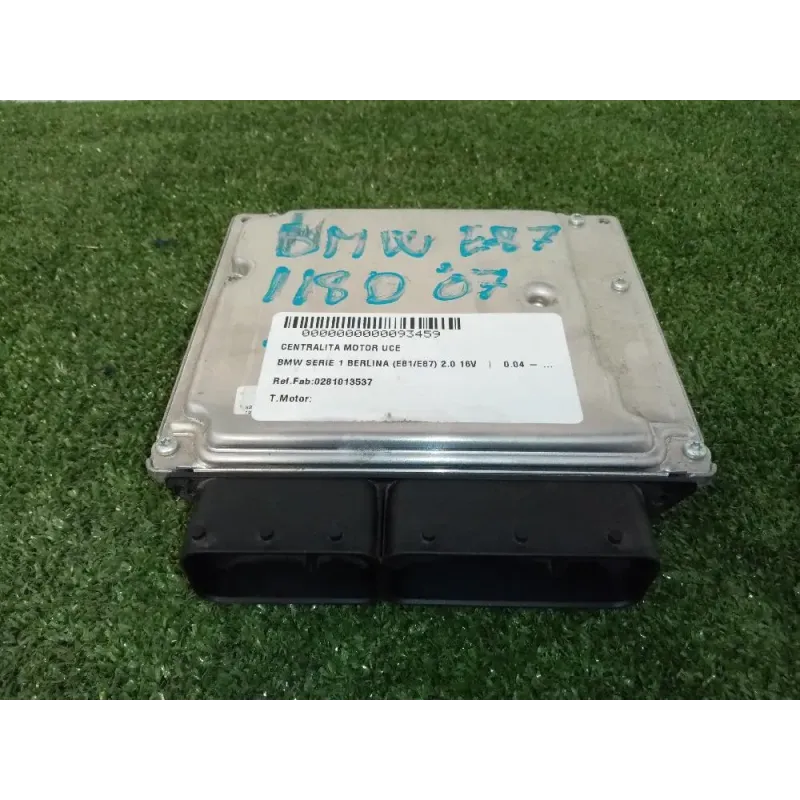 BMW E87
118D '07
0000000000093459
CENTRALITA MOTOR UCE
BMW SERIE 1 BERLINA (E81/E87) 2.0 16V | 0.04 – ...
Ref.Fab:0281013537
T.Motor: